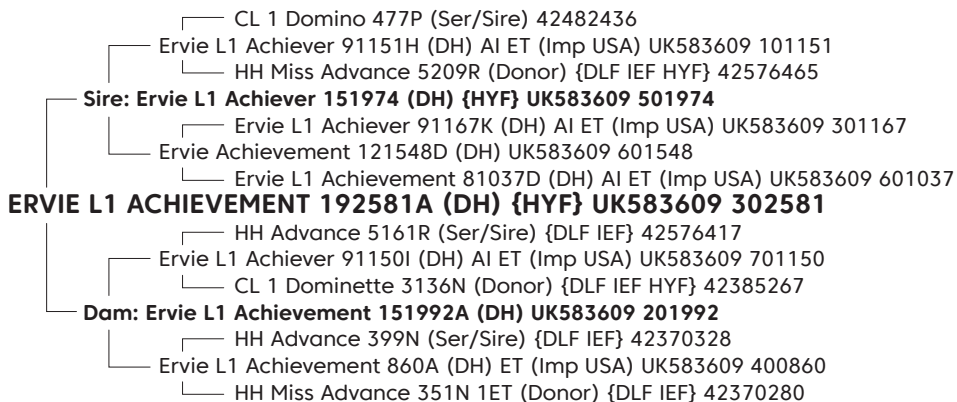 CL 1 Domino 477P (Ser/Sire) 42482436
Ervie L1 Achiever 91151H (DH) AI ET (Imp USA) UK583609 101151
HH Miss Advance 5209R (Donor) {DLF IEF HYF} 42576465
Sire: Ervie L1 Achiever 151974 (DH) {HYF} UK583609 501974
Ervie L1 Achiever 91167K (DH) AI ET (Imp USA) UK583609 301167
Ervie Achievement 121548D (DH) UK583609 601548
Ervie L1 Achievement 81037D (DH) AI ET (Imp USA) UK583609 601037
ERVIE L1 ACHIEVEMENT 192581A (DH) {HYF} UK583609 302581
HH Advance 5161R (Ser/Sire) {DLF IEF} 42576417
Ervie L1 Achiever 91150I (DH) AI ET (Imp USA) UK583609 701150
CL 1 Dominette 3136N (Donor) {DLF IEF HYF} 42385267
Dam: Ervie L1 Achievement 151992A (DH) UK583609 201992
HH Advance 399N (Ser/Sire) {DLF IEF} 42370328
Ervie L1 Achievement 860A (DH) ET (Imp USA) UK583609 400860
HH Miss Advance 351N 1ET (Donor) {DLF IEF} 42370280